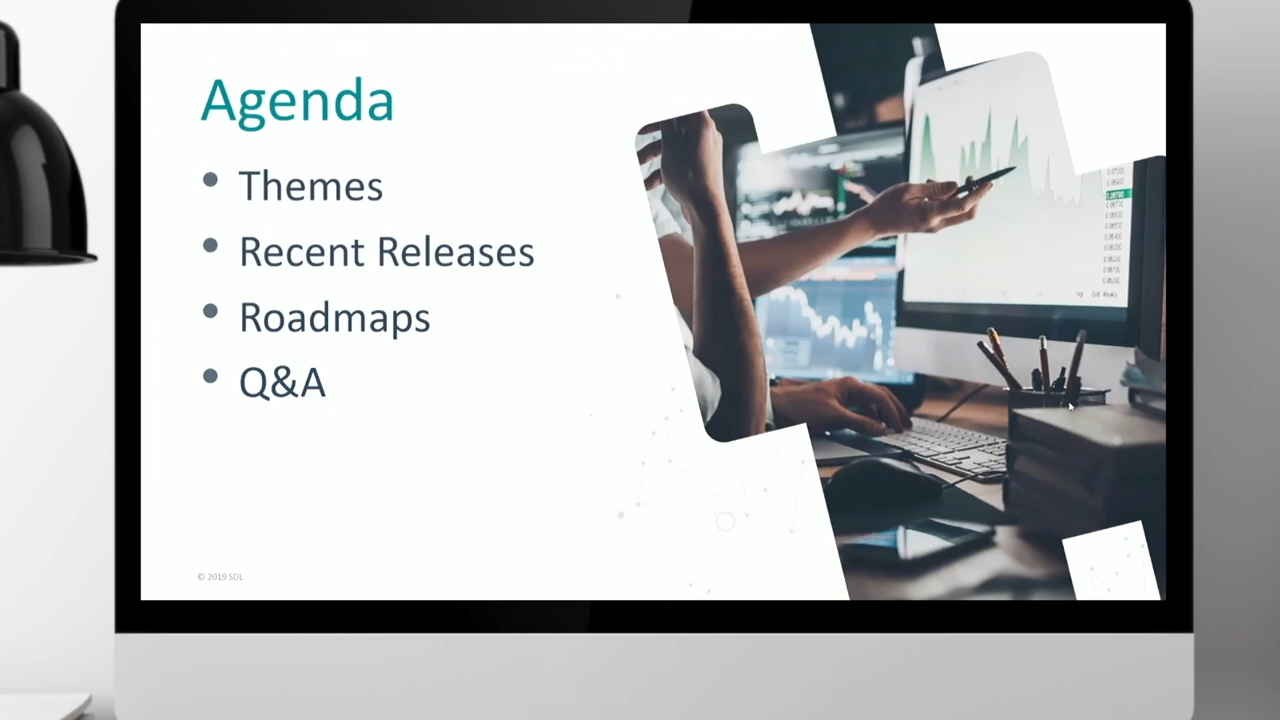 Agenda
• Themes
• Recent Releases
• Roadmaps
• Q&A
© 2019 SDL